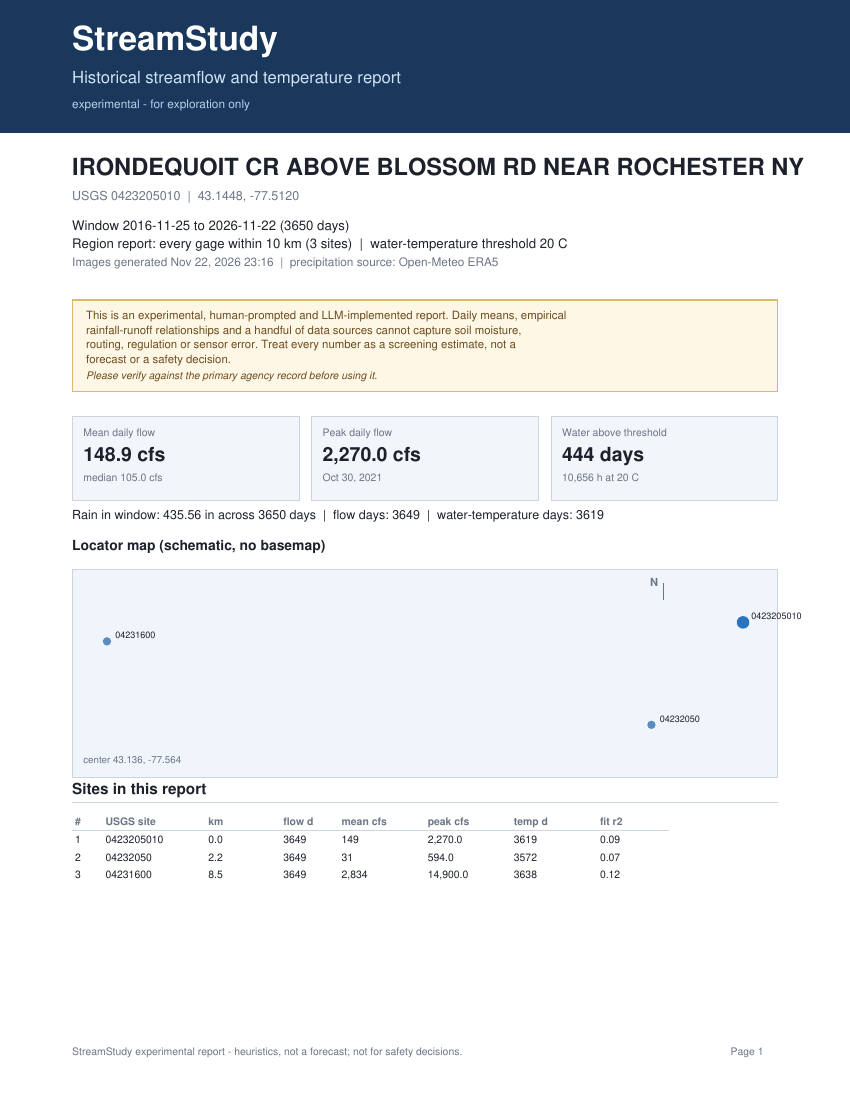 StreamStudy
Historical streamflow and temperature report
experimental - for exploration only
IRONDEQUOIT CR ABOVE BLOSSOM RD NEAR ROCHESTER NY
USGS 0423205010 | 43.1448, -77.5120
Window 2016-11-25 to 2026-11-22 (3650 days)
Region report: every gage within 10 km (3 sites) | water-temperature threshold 20 C
Images generated Nov 22, 2026 23:16 | precipitation source: Open-Meteo ERA5
This is an experimental, human-prompted and LLM-implemented report. Daily means, empirical
rainfall-runoff relationships and a handful of data sources cannot capture soil moisture,
routing, regulation or sensor error. Treat every number as a screening estimate, not a
forecast or a safety decision.
Please verify against the primary agency record before using it.
Mean daily flow
148.9 cfs
median 105.0 cfs
Peak daily flow
2,270.0 cfs
Oct 30, 2021
Water above threshold
444 days
10,656 h at 20 C
Rain in window: 435.56 in across 3650 days | flow days: 3649 | water-temperature days: 3619
Locator map (schematic, no basemap)
N
0423205010
04231600
04232050
center 43.136, -77.564
Sites in this report
# USGS site km flow d mean cfs peak cfs temp d fit r2
1 0423205010 0.0 3649 149 2,270.0 3619 0.09
2 04232050 2.2 3649 31 594.0 3572 0.07
3 04231600 8.5 3649 2,834 14,900.0 3638 0.12
StreamStudy experimental report - heuristics, not a forecast; not for safety decisions.
Page 1